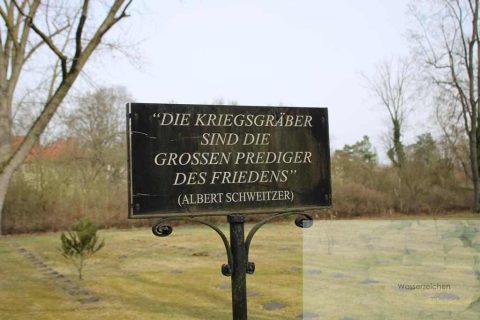 “DIE KRIEGSGRÄBER
SIND DIE
GROSSEN PREDIGER
DES FRIEDENS”
(ALBERT SCHWEITZER)
Wasserzeichen